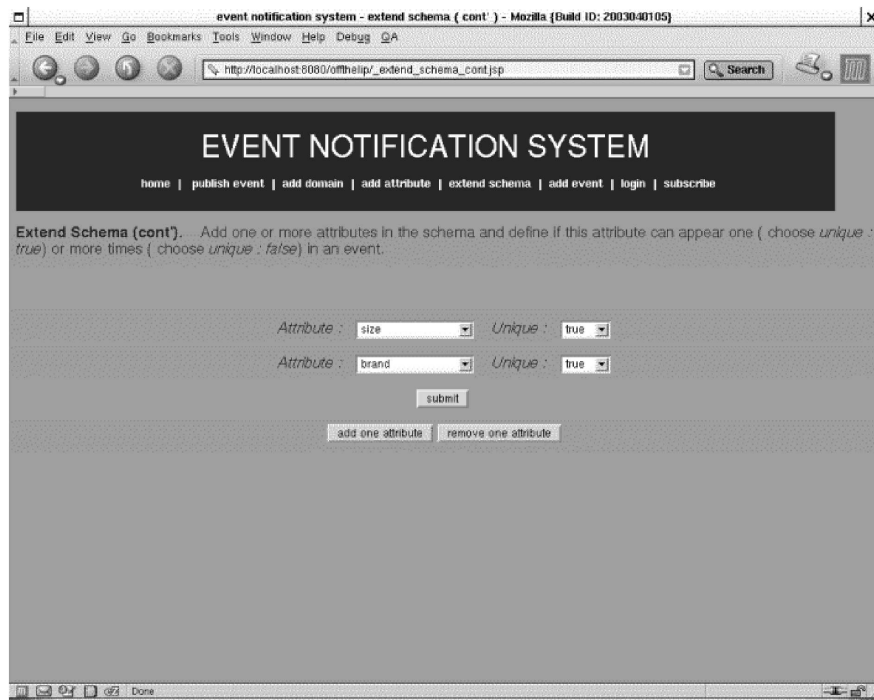 event notification system - extend schema ( cont' ) - Mozilla {Build ID: 2003040105}
File Edit View Go Bookmarks Tools Window Help Debug QA
http://localhost:8080/offthelip/_extend_schema_cont.jsp Search
EVENT NOTIFICATION SYSTEM
home | publish event | add domain | add attribute | extend schema | add event | login | subscribe
Extend Schema (cont'). Add one or more attributes in the schema and define if this attribute can appear one ( choose unique :
true) or more times ( choose unique : false) in an event.
Attribute : size Unique : true
Attribute : brand Unique : true
submit
add one attribute remove one attribute
Done